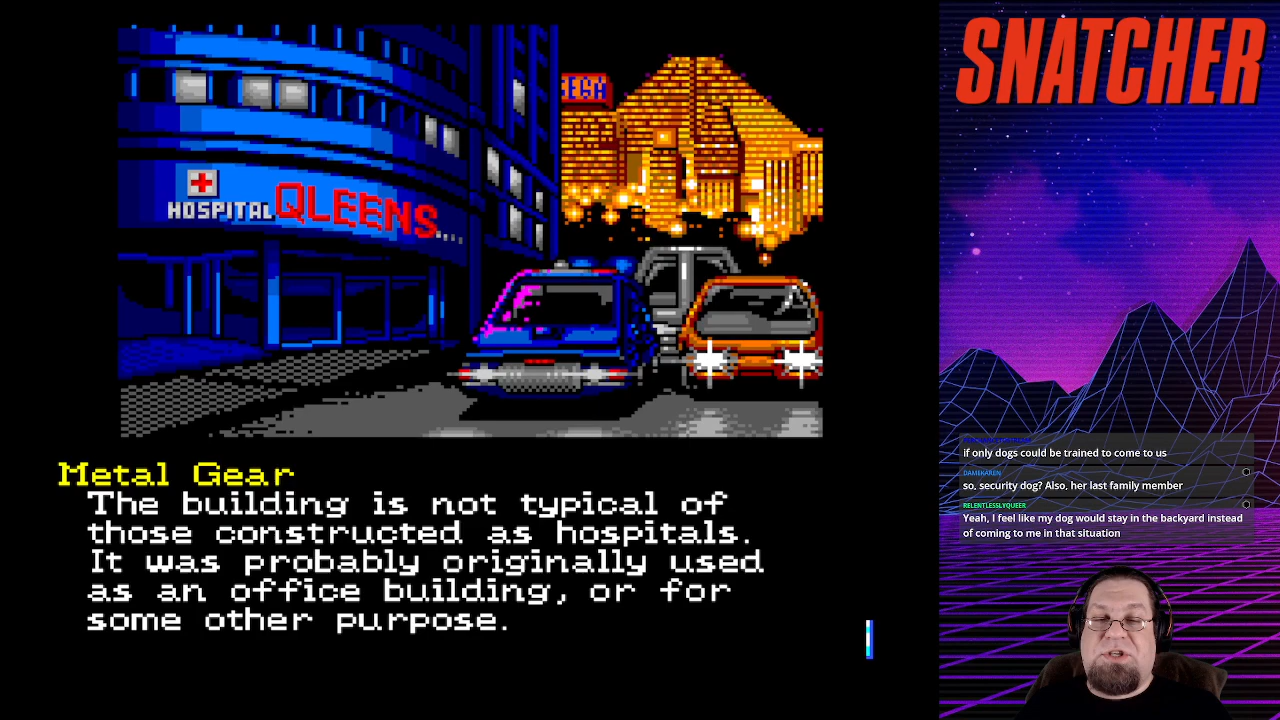 SNATCHER
HOSPITAL QLEENS...
Metal Gear
The building is not typical of
those constructed as hospitals.
It was probably originally used
as an office building, or for
some other purpose.
if only dogs could be trained to come to us
DAMEKAREN
so, security dog? Also, her last family member
RELENTLESSLYQUEER
Yeah, I feel like my dog would stay in the backyard instead
of coming to me in that situation